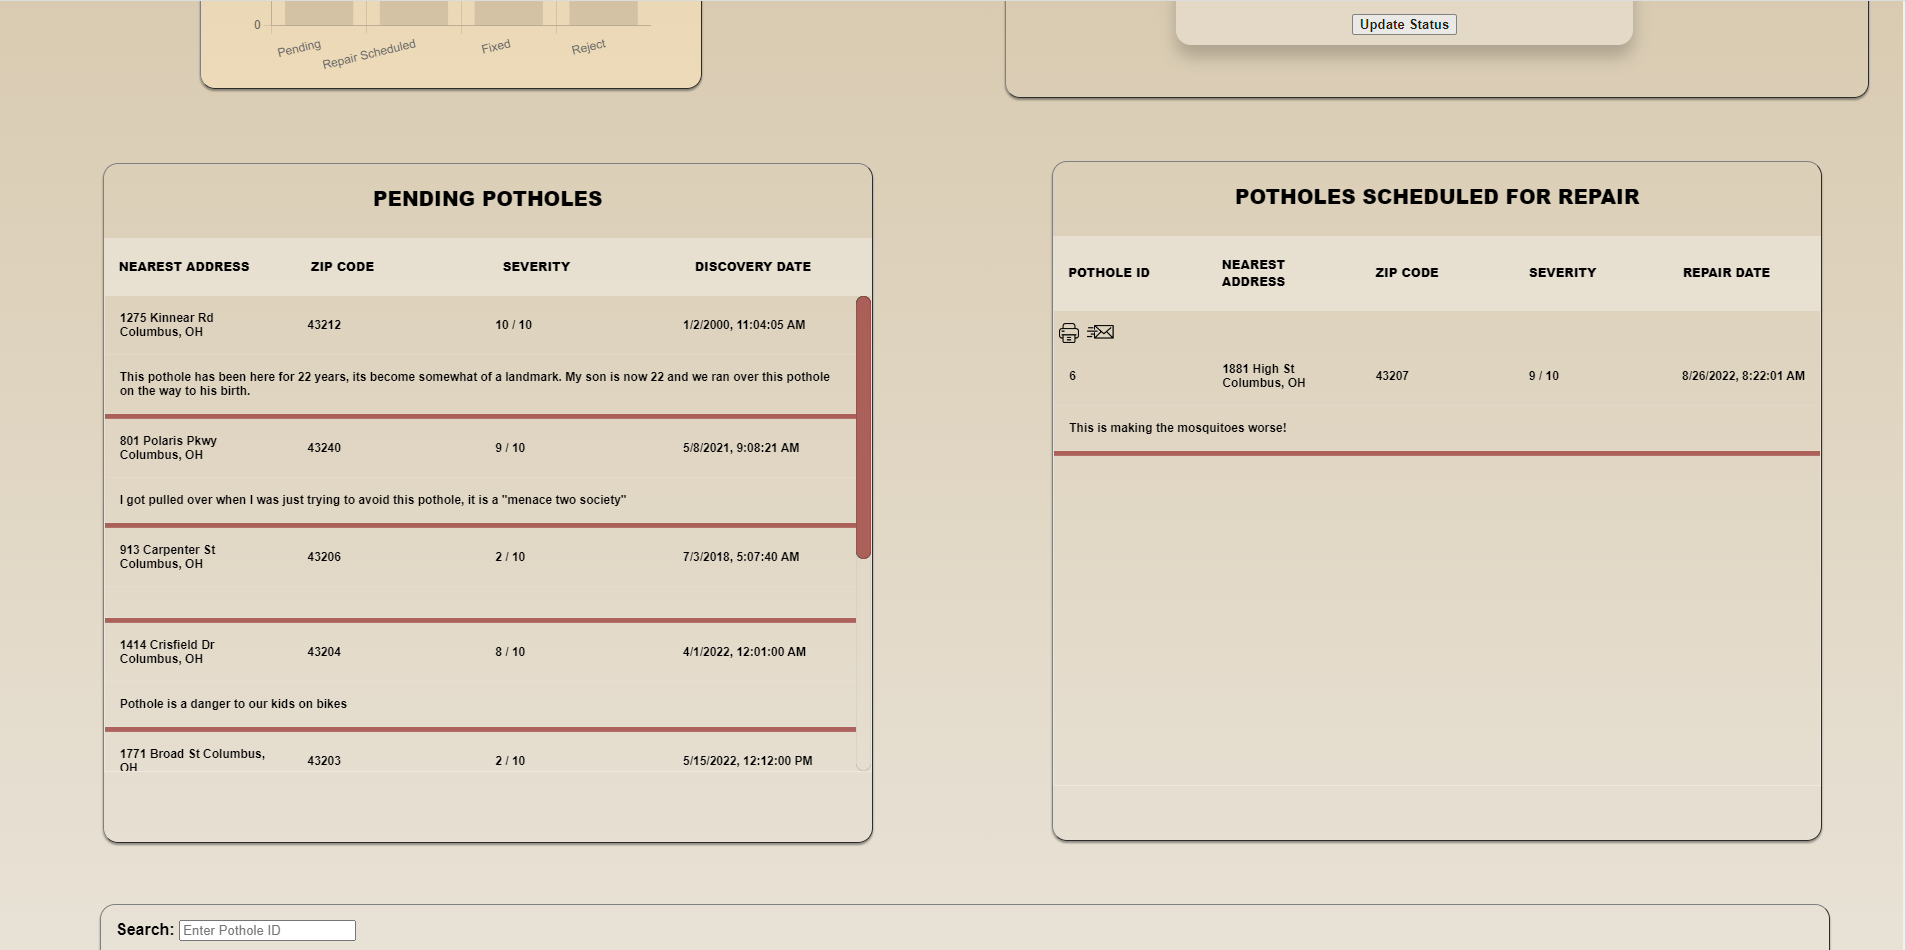 0
Pending
Repair Scheduled
Fixed
Reject
Update Status
PENDING POTHOLES
NEAREST ADDRESS ZIP CODE SEVERITY DISCOVERY DATE
1275 Kinnear Rd
Columbus, OH
43212 10 / 10 1/2/2000, 11:04:05 AM
This pothole has been here for 22 years, its become somewhat of a landmark. My son is now 22 and we ran over this pothole
on the way to his birth.
801 Polaris Pkwy
Columbus, OH
43240 9 / 10 5/8/2021, 9:08:21 AM
I got pulled over when I was just trying to avoid this pothole, it is a "menace two society"
913 Carpenter St
Columbus, OH
43206 2 / 10 7/3/2018, 5:07:40 AM
1414 Crisfield Dr
Columbus, OH
43204 8 / 10 4/1/2022, 12:01:00 AM
Pothole is a danger to our kids on bikes
1771 Broad St Columbus,
OH
43203 2 / 10 5/15/2022, 12:12:00 PM
POTHOLES SCHEDULED FOR REPAIR
POTHOLE ID NEAREST
ADDRESS
ZIP CODE SEVERITY REPAIR DATE
6
1881 High St
Columbus, OH
43207 9 / 10 8/26/2022, 8:22:01 AM
This is making the mosquitoes worse!
Search: Enter Pothole ID